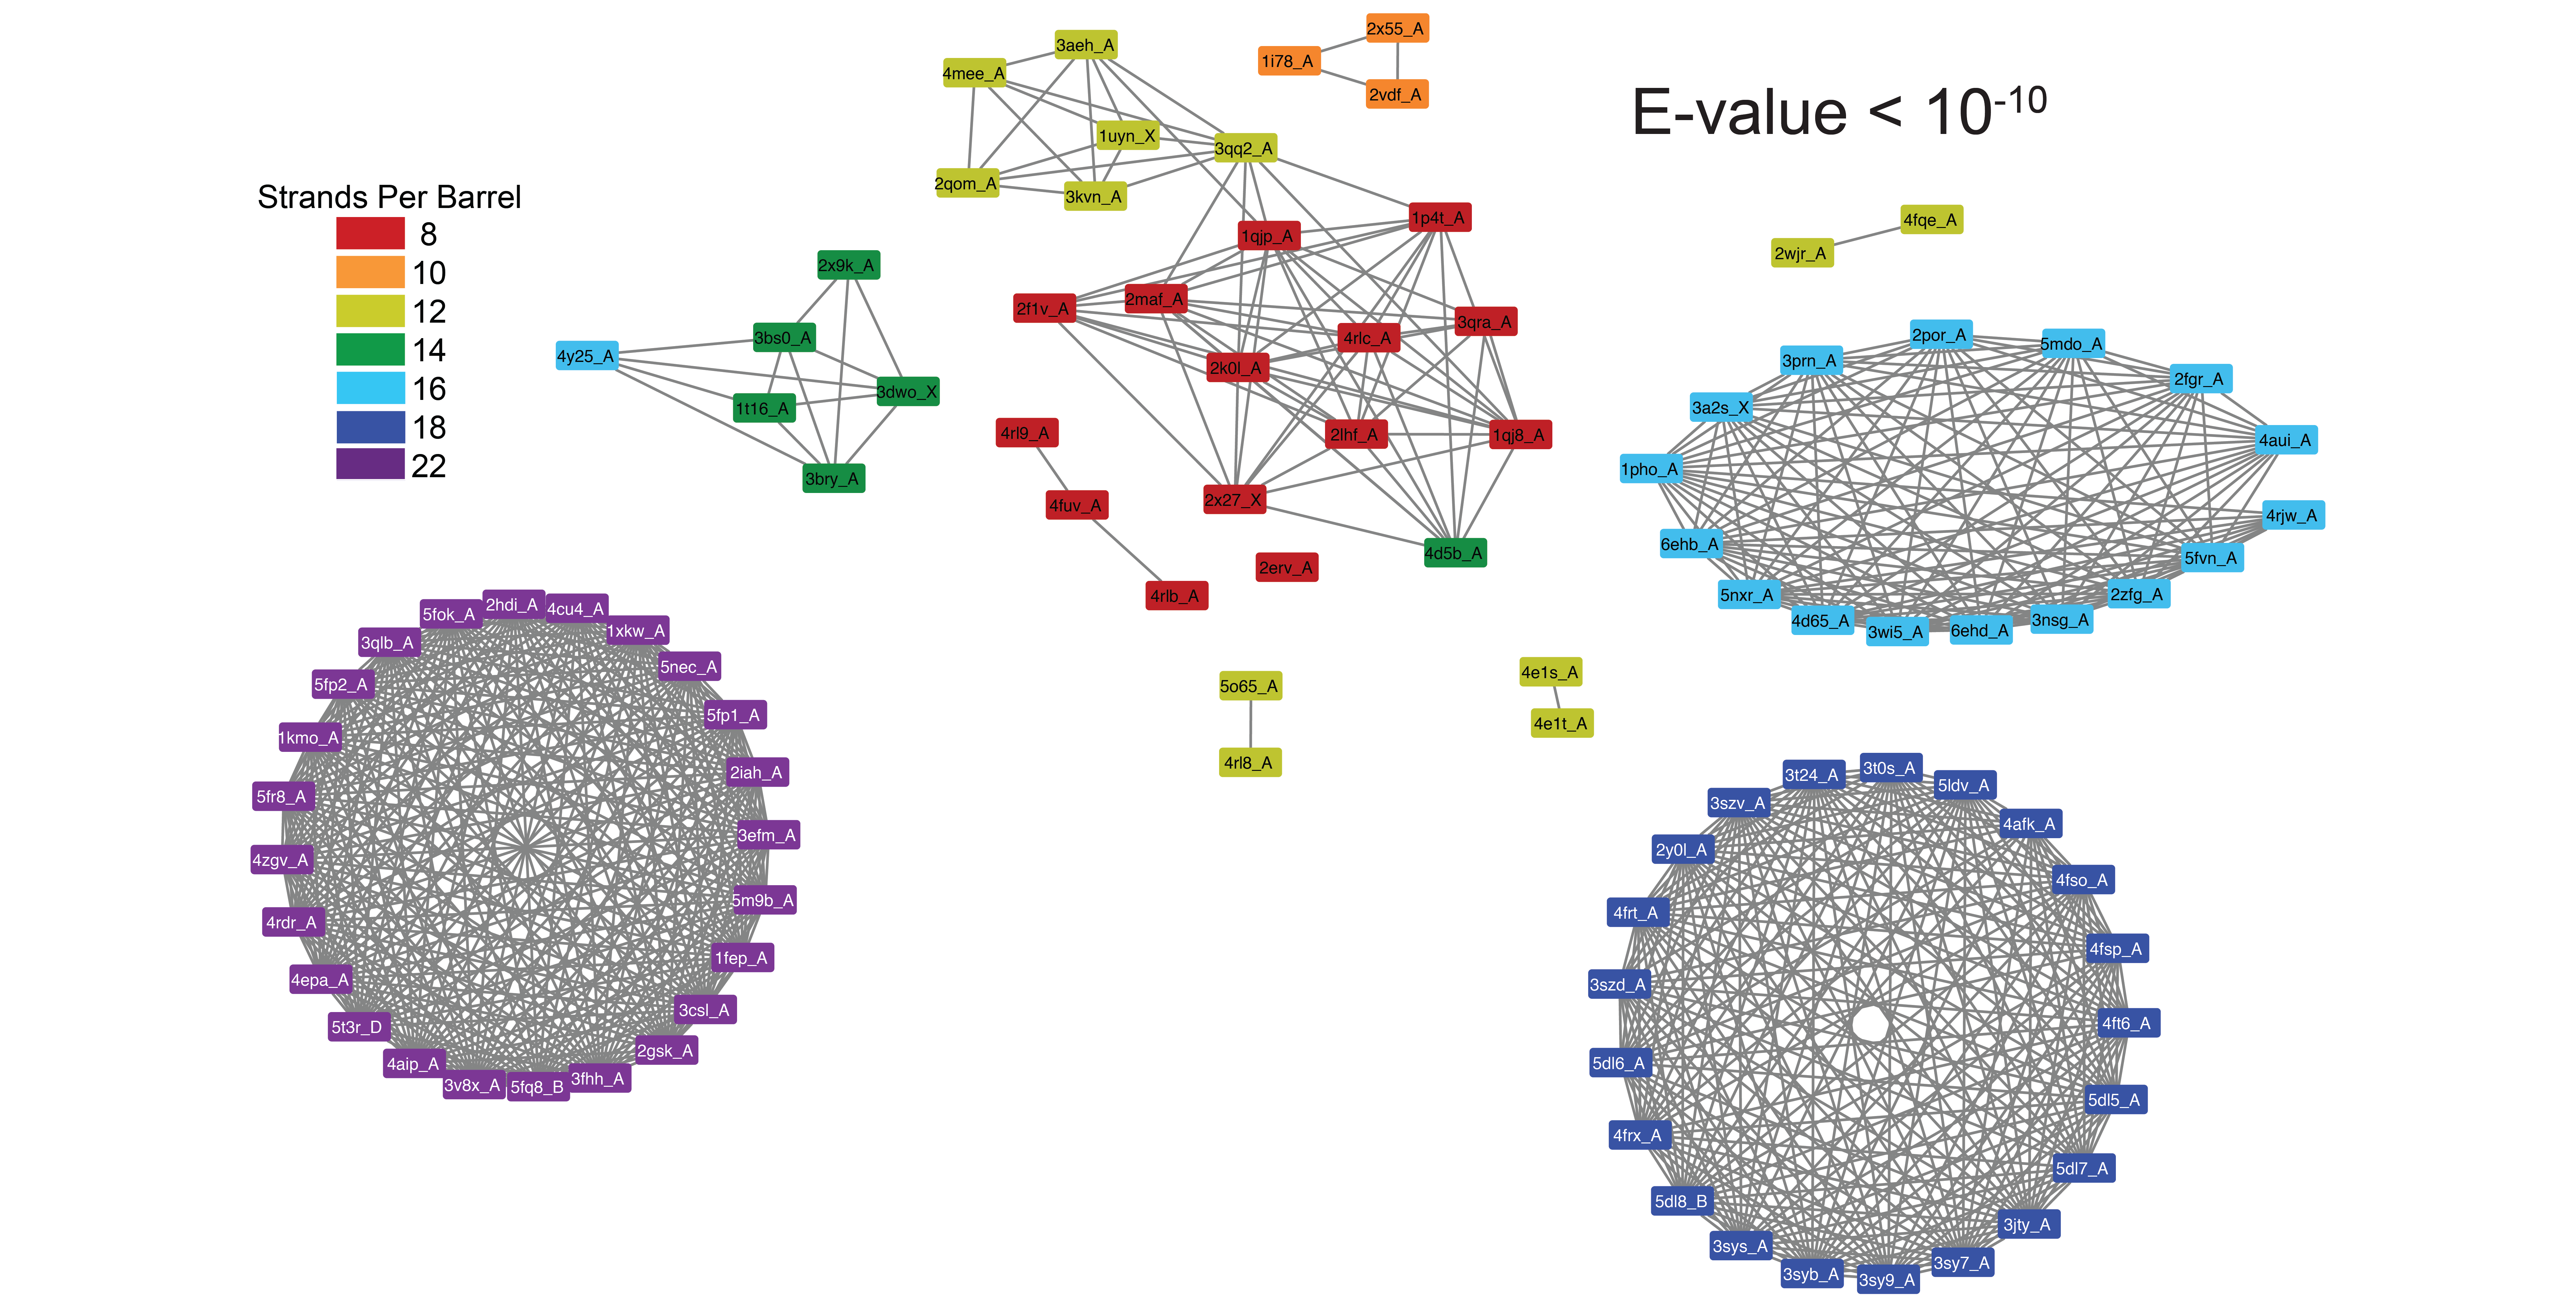 E-value < 10⁻¹⁰
Strands Per Barrel
8
10
12
14
16
18
22
2x55_A
1i78_A
2vdf_A
3aeh_A
4mee_A
1uyn_X
3qq2_A
2qom_A
3kvn_A
1p4t_A
1qjp_A
2f1v_A
2maf_A
3qra_A
4rlc_A
2k0l_A
2lhf_A
1qj8_A
2x27_X
4d5b_A
2erv_A
4rl9_A
4fuv_A
4rlb_A
2x9k_A
3bs0_A
4y25_A
3dwo_X
1t16_A
3bry_A
4fqe_A
2wjr_A
2por_A
5mdo_A
3prn_A
2fgr_A
3a2s_X
4aui_A
1pho_A
4rjw_A
6ehb_A
5fvn_A
5nxr_A
2zfg_A
4d65_A
3wi5_A
6ehd_A
3nsg_A
5o65_A
4rl8_A
4e1s_A
4e1t_A
2hdi_A
4cu4_A
5fok_A
1xkw_A
3qlb_A
5nec_A
5fp2_A
5fp1_A
1kmo_A
2iah_A
5fr8_A
3efm_A
4zgv_A
5m9b_A
4rdr_A
1fep_A
4epa_A
3csl_A
5t3r_D
2gsk_A
4aip_A
3v8x_A
5fq8_B
3fhh_A
3t0s_A
3t24_A
5ldv_A
3szv_A
4afk_A
2y0l_A
4fso_A
4frt_A
4fsp_A
3szd_A
4ft6_A
5dl6_A
5dl5_A
4frx_A
5dl7_A
5dl8_B
3jty_A
3sys_A
3sy7_A
3syb_A
3sy9_A